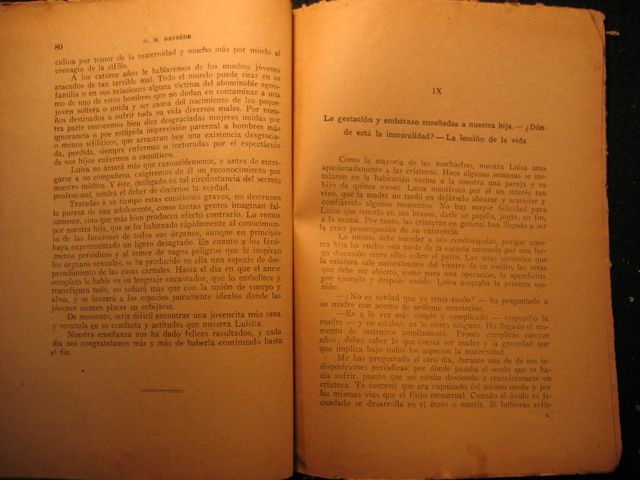 80
G. M. BESSÈDE
culina por temor de la maternidad y mucho más por miedo al
contagio de la sífilis.
A los catorce años le hablaremos de los muchos jóvenes
atacados de tan terrible mal. Todo el mundo puede citar en su
familia o en sus relaciones alguna víctima del abominable egoís-
mo de uno de estos hombres que no dudan en contaminar a una
joven soltera o unida y ser causa del nacimiento de los peque-
ños destinados a sufrir toda su vida diversos males. Por nues-
tra parte conocemos bien diez desgraciadas mujeres unidas por
ignorancia o por estúpida imprevisión paternal a hombres más
o menos sifilíticos, que arrastran hoy una existencia desgracia-
da, perdida, siempre enfermas o torturadas por el espectáculo
de sus hijos enfermos o raquíticos.
Luisa no amará más que razonablemente, y antes de entre-
garse a su compañero, exigiremos de él un reconocimiento por
nuestro médico. Y éste, desligado en tal circunstancia del secreto
profesional, tendrá el deber de decirnos la verdad.
Tratadas a su tiempo estas cuestiones graves, no destruyen
la pureza de una adolescente, como tantas gentes imaginan fal-
samente, sino que más bien producen efecto contrario. Lo vemos
por nuestra hija, que se ha habituado rápidamente al conocimien-
to de las funciones de todos sus órganos, aunque en principio
haya experimentado un ligero desagrado. En cuanto a los fenó-
menos periódicos y al temor de vagos peligros que le inspiran
los órganos sexuales, se ha producido en ella una especie de des-
prendimiento de las cosas carnales. Hasta el día en que el amor
completo le hable en su lenguaje encantador, que lo embellece y
transfigura todo, no soñará más que con la unión de cuerpo y
alma, y se lanzará a los espacios puramente ideales donde las
jóvenes sienten placer en cobijarse.
De momento, sería difícil encontrar una jovencita más sana
y recatada en su conducta y actitudes que nuestra Luisita.
Nuestra enseñanza nos ha dado felices resultados, y cada
día nos congratulamos más y más de haberla continuado hasta
el fin.
IX
La gestación y embarazo enseñadas a nuestra hija. — ¿Dón-
de está la inmoralidad? — La lección de la vida
Como la mayoría de las muchachas, nuestra Luisa ama
apasionadamente a las criaturas. Hace algunas semanas se ins-
talaron en la habitación vecina a la nuestra una pareja y su
hijo de quince meses. Luisa manifestó por él un interés tan
vivo, que la madre no tardó en dejárselo abrazar y acariciar y
confiárselo algunos momentos. No hay mayor felicidad para
Luisa que tenerlo en sus brazos, darle su papilla, jugar, en fin,
a la mamá. Por tanto, las criaturas en general han llegado a ser
la gran preocupación de su existencia.
Lo mismo debe suceder a sus condiscípulas, porque nues-
tra hija ha vuelto esta tarde de la escuela animada por una lar-
ga discusión entre ellas sobre el parto. Las unas sostenían que
la criatura sale naturalmente del vientre de su madre, las otras
que debe ser abierto, como para una operación, la apendicitis,
por ejemplo y después cosido. Luisa aceptaba la primera opi-
nión.
—¿No es verdad que yo tenía razón? — ha preguntado a
su madre con acento de ardiente convicción.
—Es a la vez más simple y complicado — respondió la
madre — y no estabais en lo cierto ninguna. Ha llegado el mo-
mento de instruirte ampliamente. Pronto cumplirás catorce
años; debes saber lo que cuesta ser madre y la gravedad que
que implica bajo todos los aspectos la maternidad.
Me has preguntado el otro día, durante una de tus in-
disposiciones periódicas, por dónde pasaba el óvulo que te ha-
cía sufrir, puesto que no estaba destinado a transformarse en
criatura. Te contesté que era expulsado del mismo modo y por
las mismas vías que el flujo menstrual. Cuando el óvulo es fe-
cundado se desarrolla en el útero o matriz. Si hubieras refle-